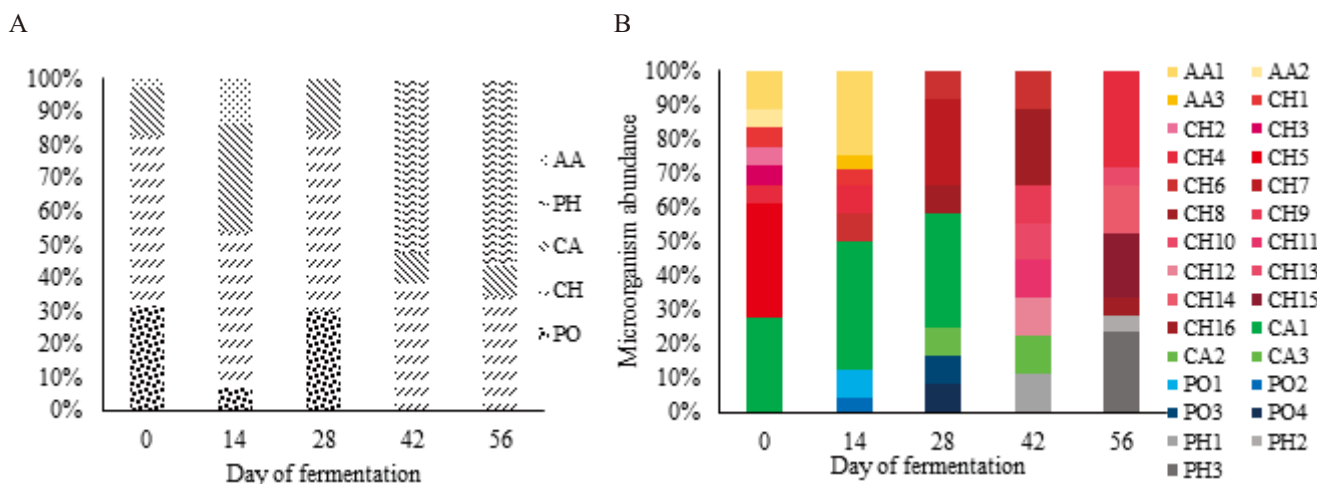 A
100%
90%
80%
70%
60%
50%
40%
30%
20%
10%
0%
0 14 28 42 56
Day of fermentation
AA
PH
CA
CH
PO
B
Microorganism abundance
100%
90%
80%
70%
60%
50%
40%
30%
20%
10%
0%
0 14 28 42 56
Day of fermentation
AA1 AA2
AA3 CH1
CH2 CH3
CH4 CH5
CH6 CH7
CH8 CH9
CH10 CH11
CH12 CH13
CH14 CH15
CH16 CA1
CA2 CA3
PO1 PO2
PO3 PO4
PH1 PH2
PH3